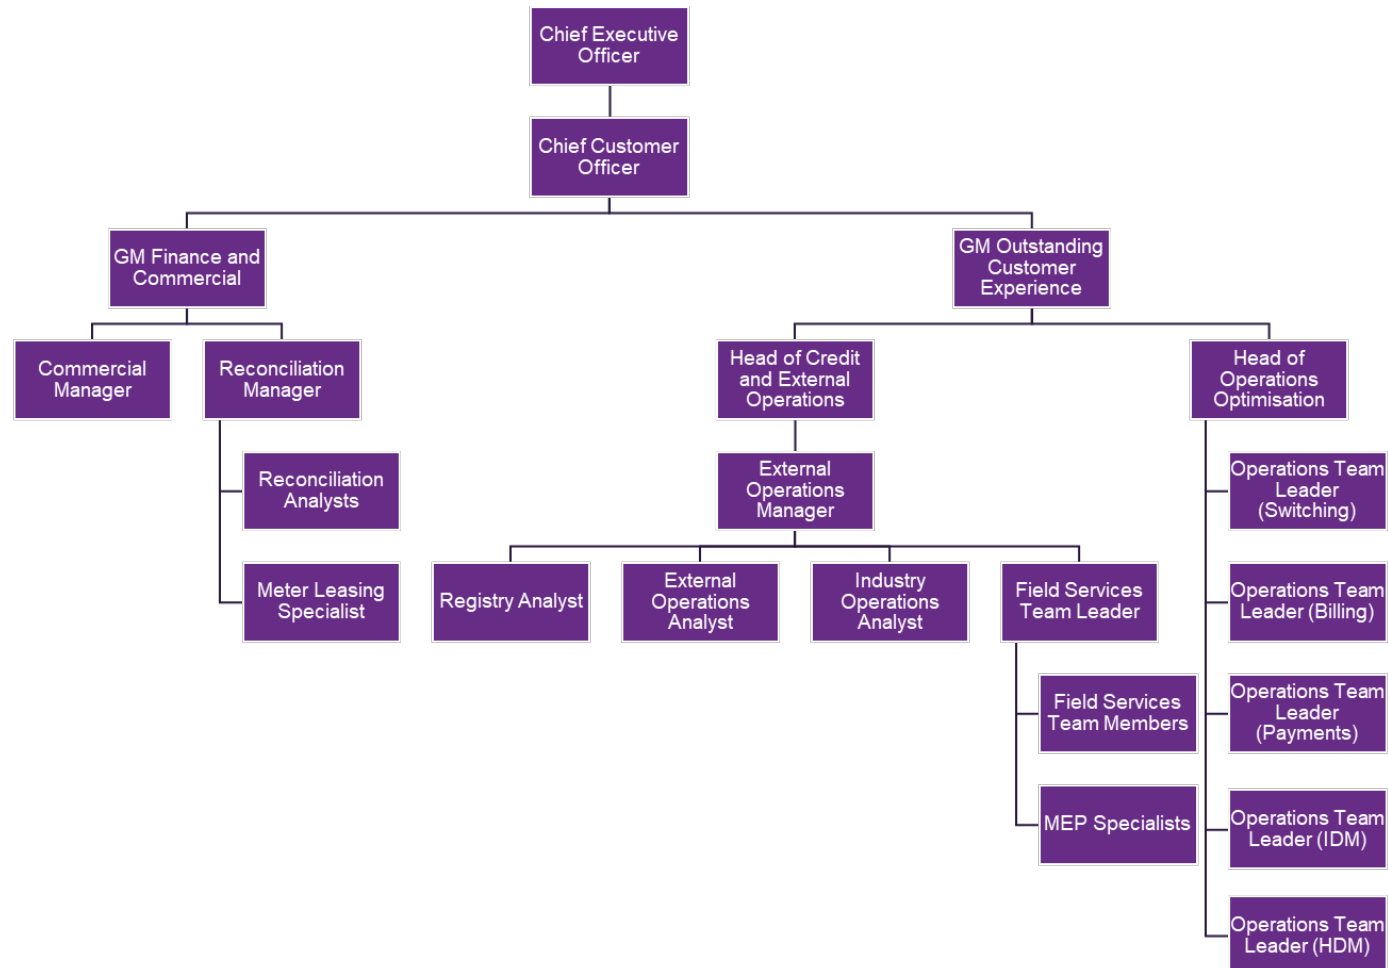 Chief Executive
Officer
Chief Customer
Officer
GM Finance and
Commercial
GM Outstanding
Customer
Experience
Commercial
Manager
Reconciliation
Manager
Head of Credit
and External
Operations
Head of
Operations
Optimisation
Reconciliation
Analysts
External
Operations
Manager
Operations Team
Leader
(Switching)
Meter Leasing
Specialist
Registry Analyst
External
Operations
Analyst
Industry
Operations
Analyst
Field Services
Team Leader
Operations Team
Leader (Billing)
Field Services
Team Members
Operations Team
Leader
(Payments)
MEP Specialists
Operations Team
Leader (IDM)
Operations Team
Leader (HDM)